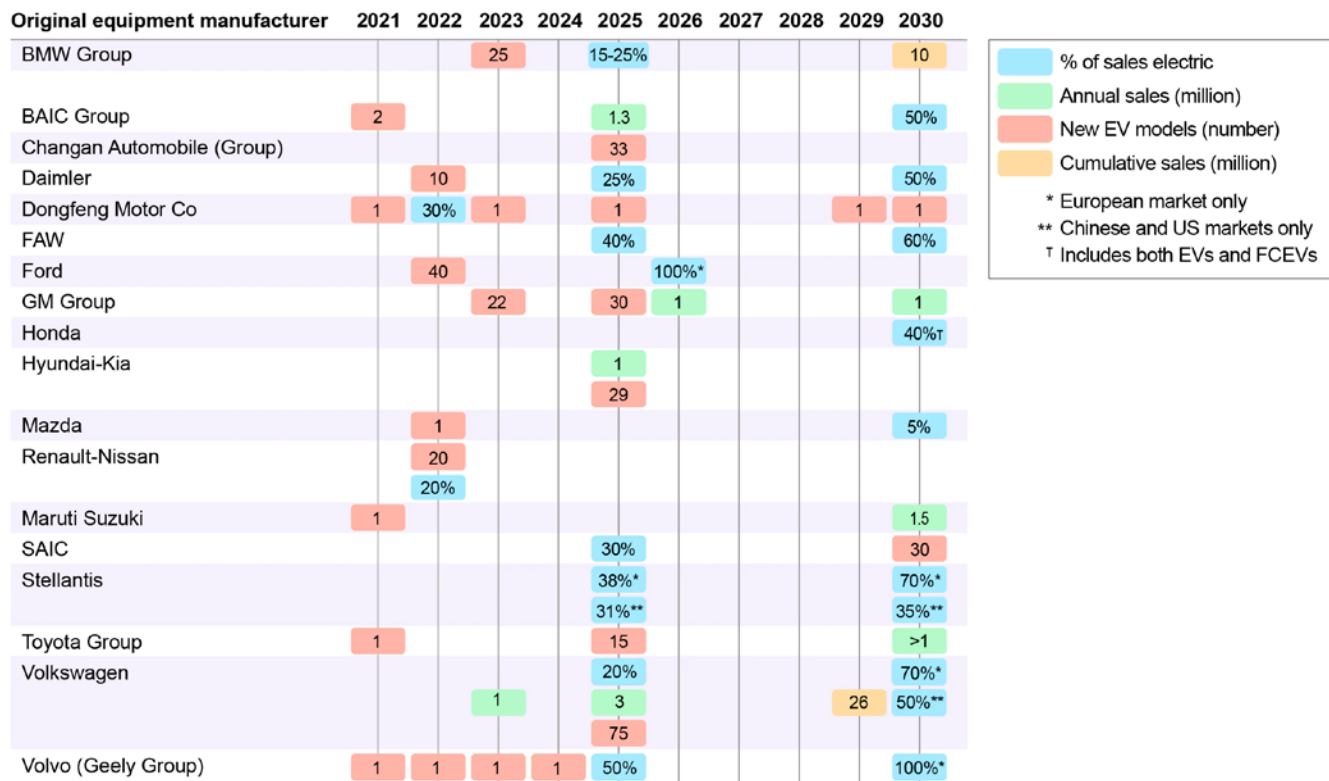 Original equipment manufacturer 2021 2022 2023 2024 2025 2026 2027 2028 2029 2030
BMW Group 25 15-25% 10
BAIC Group 2 1.3 50%
Changan Automobile (Group) 33
Daimler 10 25% 50%
Dongfeng Motor Co 1 30% 1 1 1 1
FAW 40% 60%
Ford 40 100%*
GM Group 22 30 1 1
Honda 40%т
Hyundai-Kia 1
29
Mazda 1 5%
Renault-Nissan 20
20%
Maruti Suzuki 1 1.5
SAIC 30% 30
Stellantis 38%* 70%*
31%** 35%**
Toyota Group 1 15 >1
Volkswagen 20% 70%*
1 3 26 50%**
75
Volvo (Geely Group) 1 1 1 1 50% 100%*
% of sales electric
Annual sales (million)
New EV models (number)
Cumulative sales (million)
* European market only
** Chinese and US markets only
т Includes both EVs and FCEVs